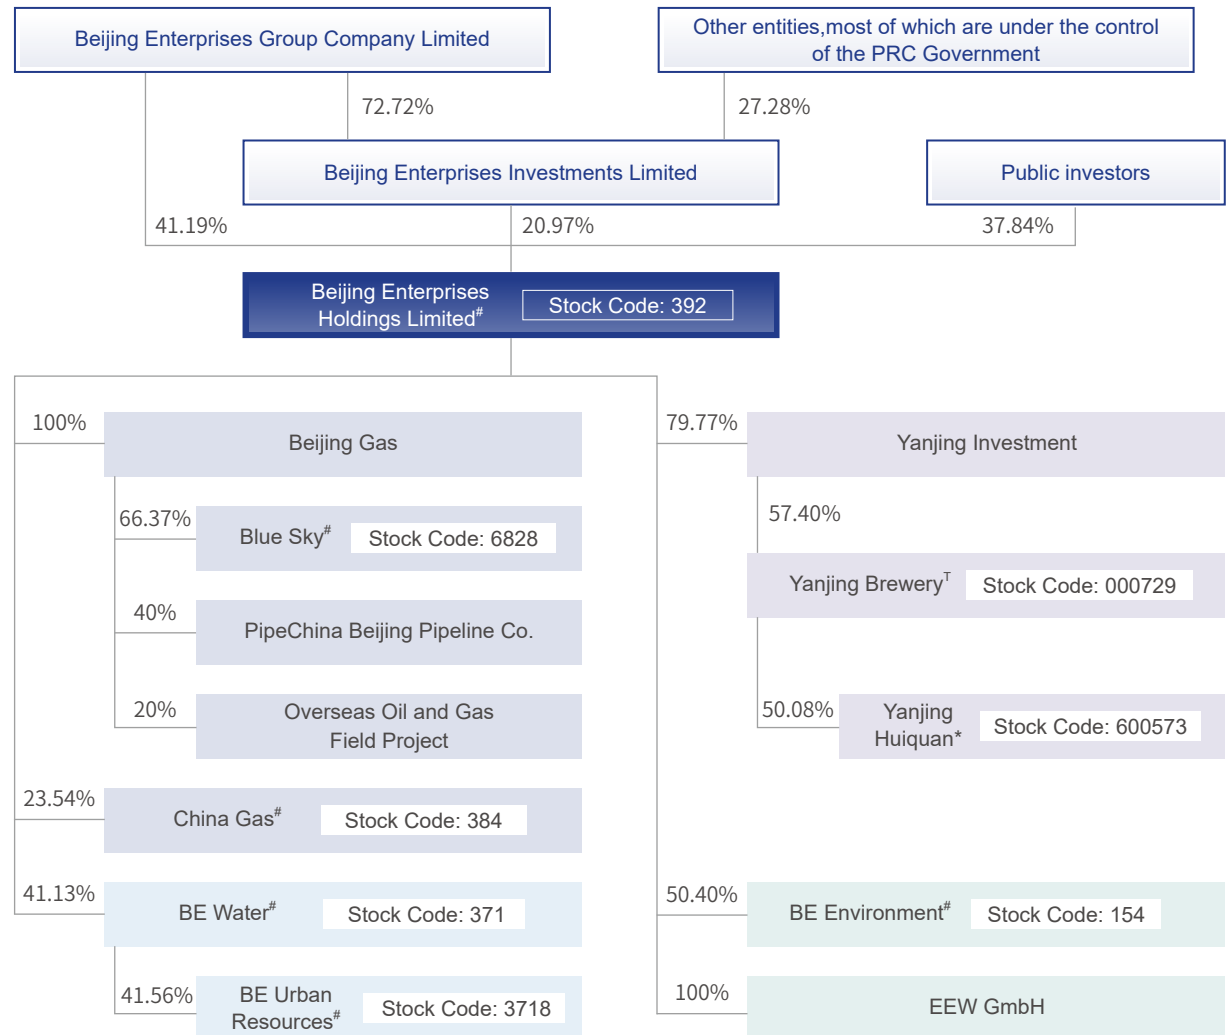 Beijing Enterprises Group Company Limited
Other entities,most of which are under the control
of the PRC Government
72.72%
27.28%
Beijing Enterprises Investments Limited
Public investors
41.19%
20.97%
37.84%
Beijing Enterprises
Holdings Limited#
Stock Code: 392
100%
Beijing Gas
79.77%
Yanjing Investment
66.37%
Blue Sky#
Stock Code: 6828
57.40%
Yanjing Brewery™
Stock Code: 000729
40%
PipeChina Beijing Pipeline Co.
20%
Overseas Oil and Gas
Field Project
50.08%
Yanjing
Huiquan*
Stock Code: 600573
23.54%
China Gas#
Stock Code: 384
41.13%
BE Water#
Stock Code: 371
50.40%
BE Environment#
Stock Code: 154
41.56%
BE Urban
Resources#
Stock Code: 3718
100%
EEW GmbH